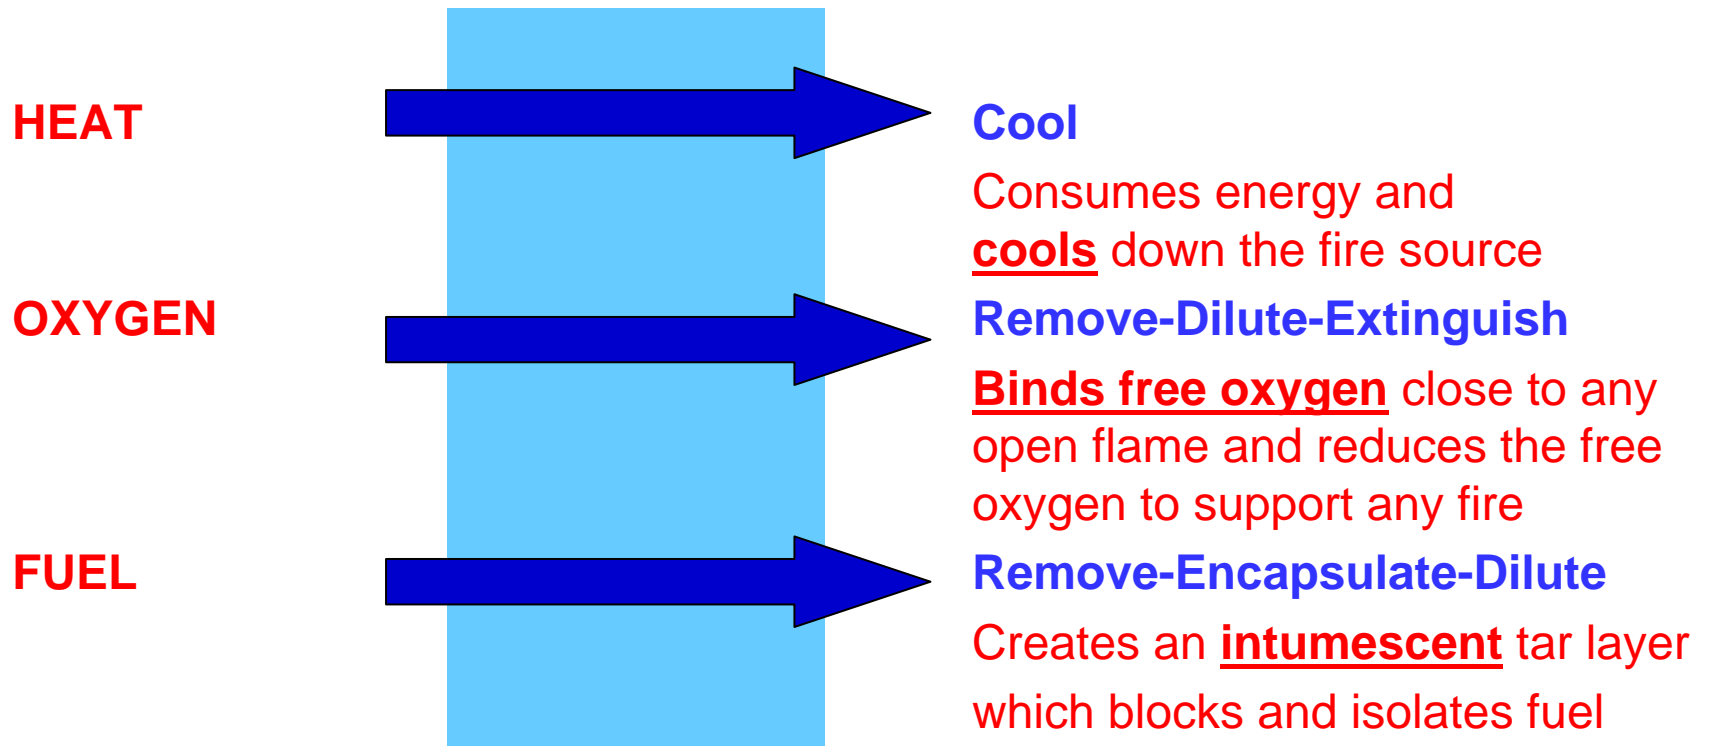 HEAT
Cool
Consumes energy and
cools down the fire source
OXYGEN
Remove-Dilute-Extinguish
Binds free oxygen close to any
open flame and reduces the free
oxygen to support any fire
FUEL
Remove-Encapsulate-Dilute
Creates an intumescent tar layer
which blocks and isolates fuel